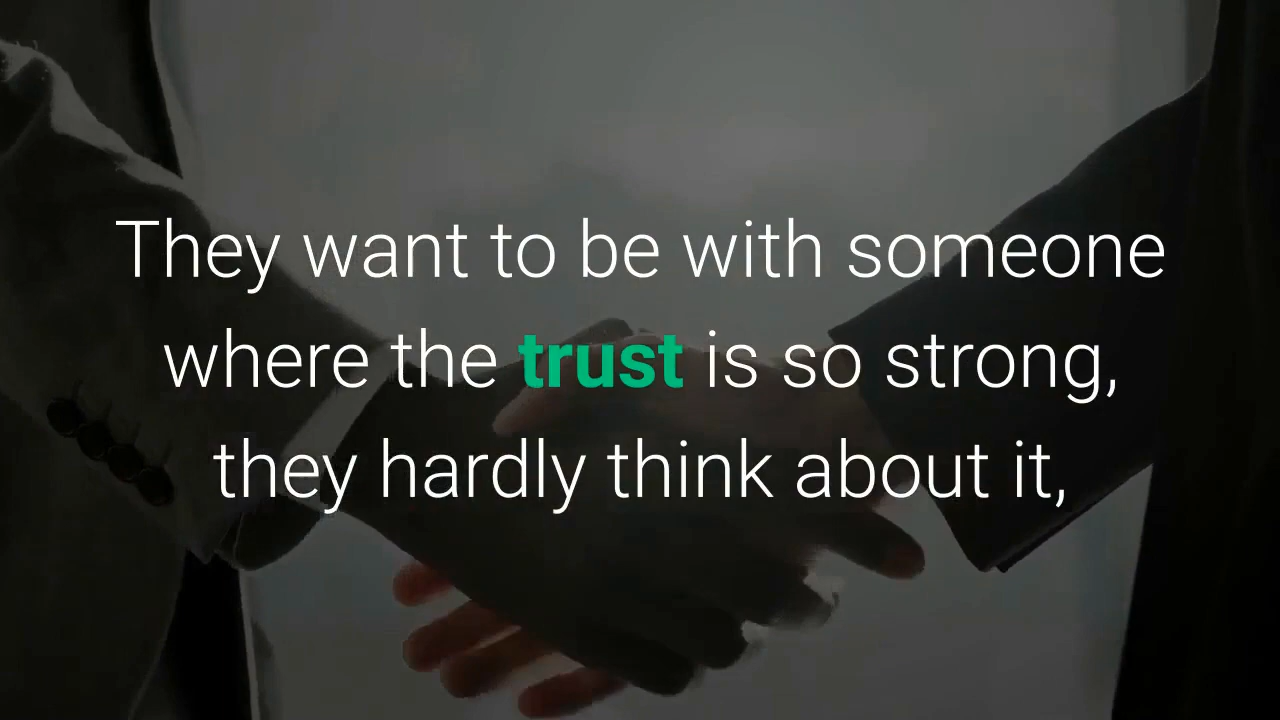 They want to be with someone
where the trust is so strong,
they hardly think about it,